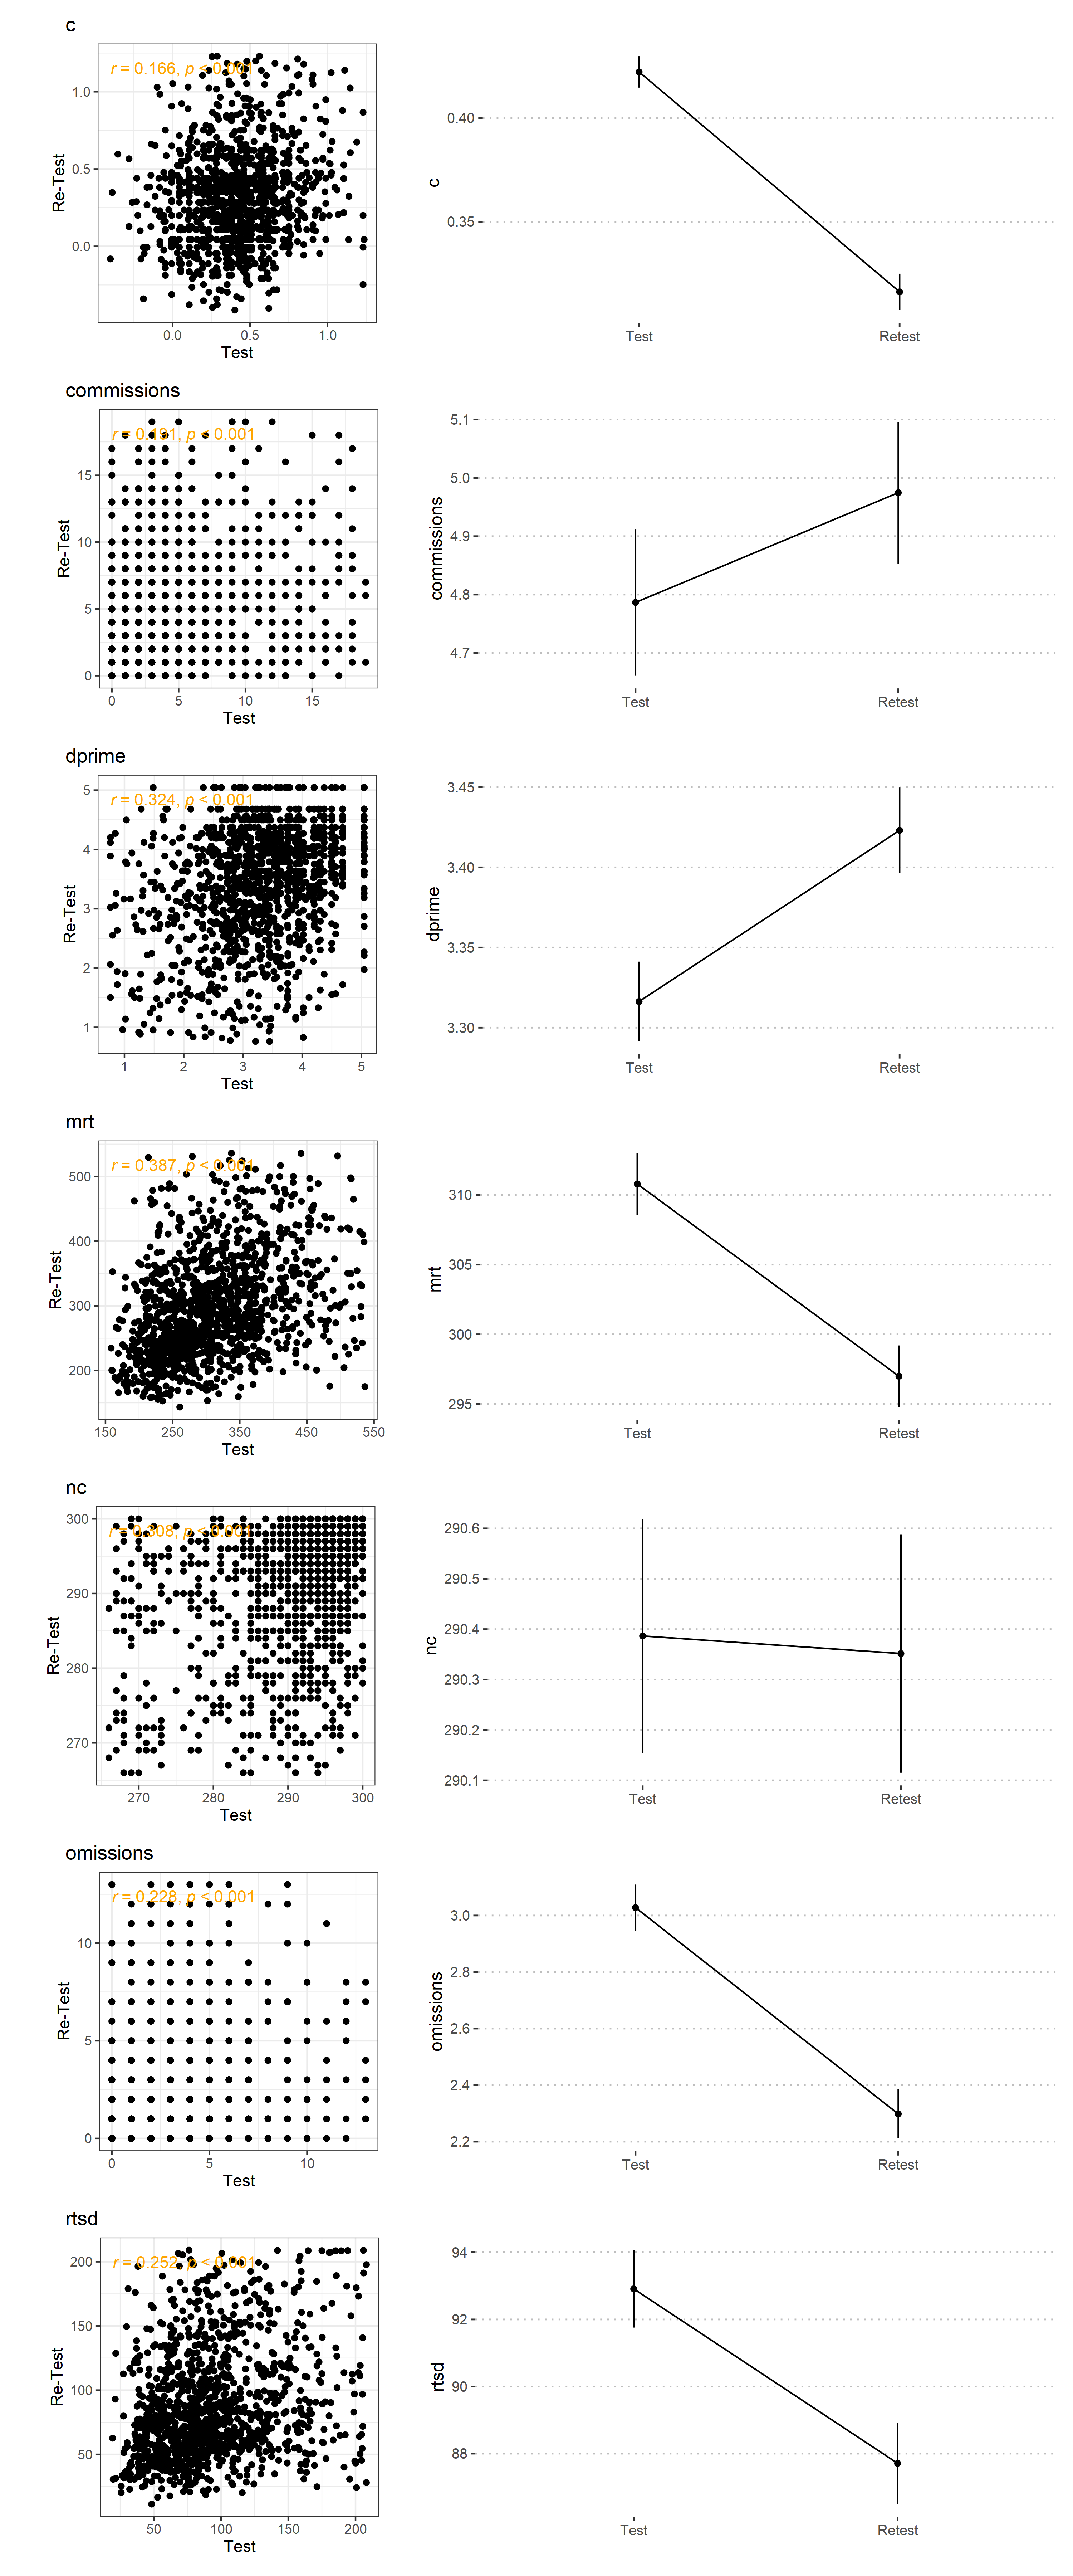 c
r = 0.166, p < 0.001
1.0
0.5
0.0
Re-Test
0.0 0.5 1.0
Test
0.40
0.35
c
Test Retest
commissions
r = 0.191, p < 0.001
15
10
5
0
Re-Test
0 5 10 15
Test
5.1
5.0
4.9
4.8
4.7
commissions
Test Retest
dprime
r = 0.324, p < 0.001
5
4
3
2
1
Re-Test
1 2 3 4 5
Test
3.45
3.40
3.35
3.30
dprime
Test Retest
mrt
r = 0.387, p < 0.001
500
400
300
200
Re-Test
150 250 350 450 550
Test
310
305
300
295
mrt
Test Retest
nc
r = 0.308, p < 0.001
300
290
280
270
Re-Test
270 280 290 300
Test
290.6
290.5
290.4
290.3
290.2
290.1
nc
Test Retest
omissions
r = 0.228, p < 0.001
10
5
0
Re-Test
0 5 10
Test
3.0
2.8
2.6
2.4
2.2
omissions
Test Retest
rtsd
r = 0.252, p < 0.001
200
150
100
50
Re-Test
50 100 150 200
Test
94
92
90
88
rtsd
Test Retest